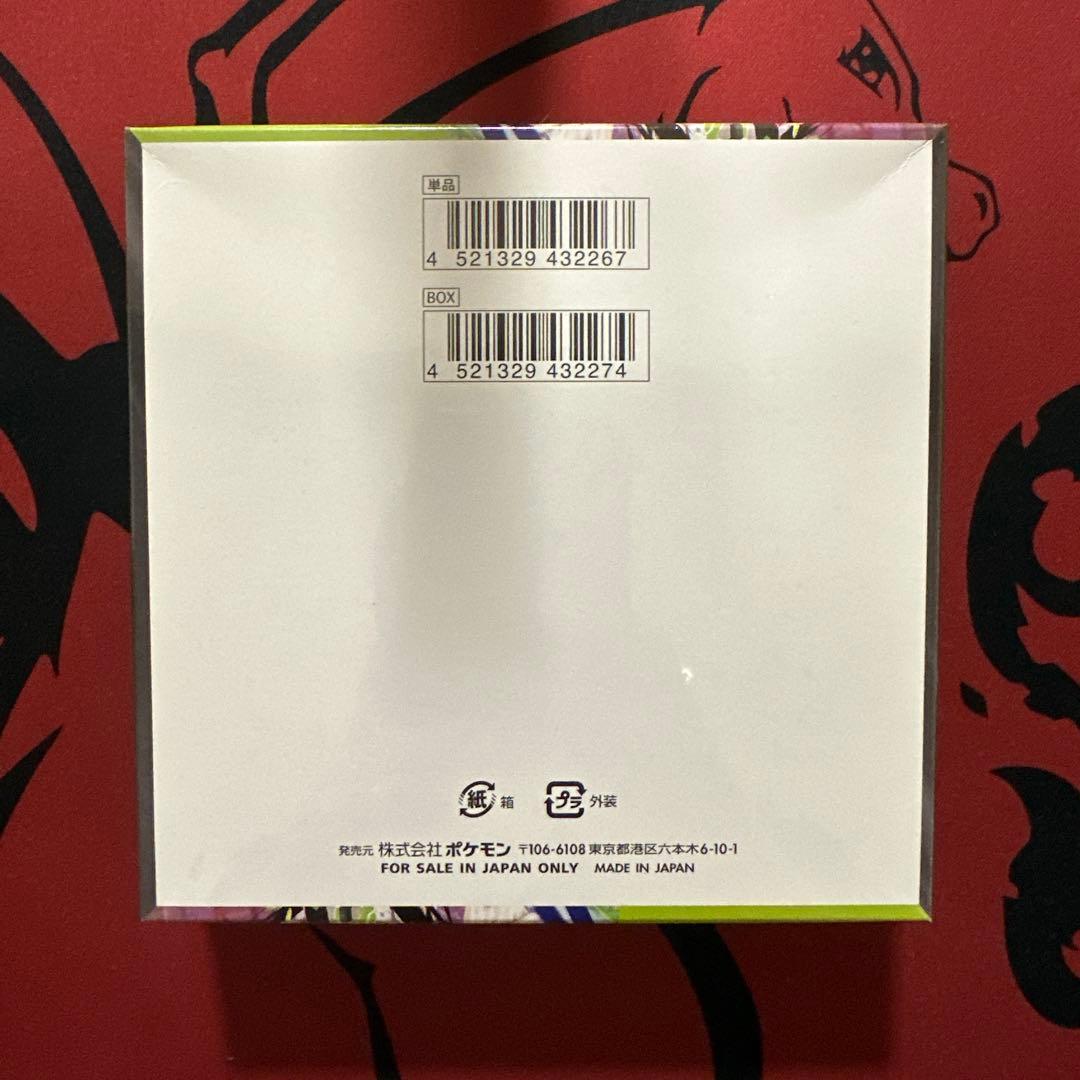 単品
4 521329 432267
BOX
4 521329 432274
紙 箱 プラ 外装
発売元 株式会社ポケモン 〒106-6108 東京都港区六本木6-10-1
FOR SALE IN JAPAN ONLY MADE IN JAPAN